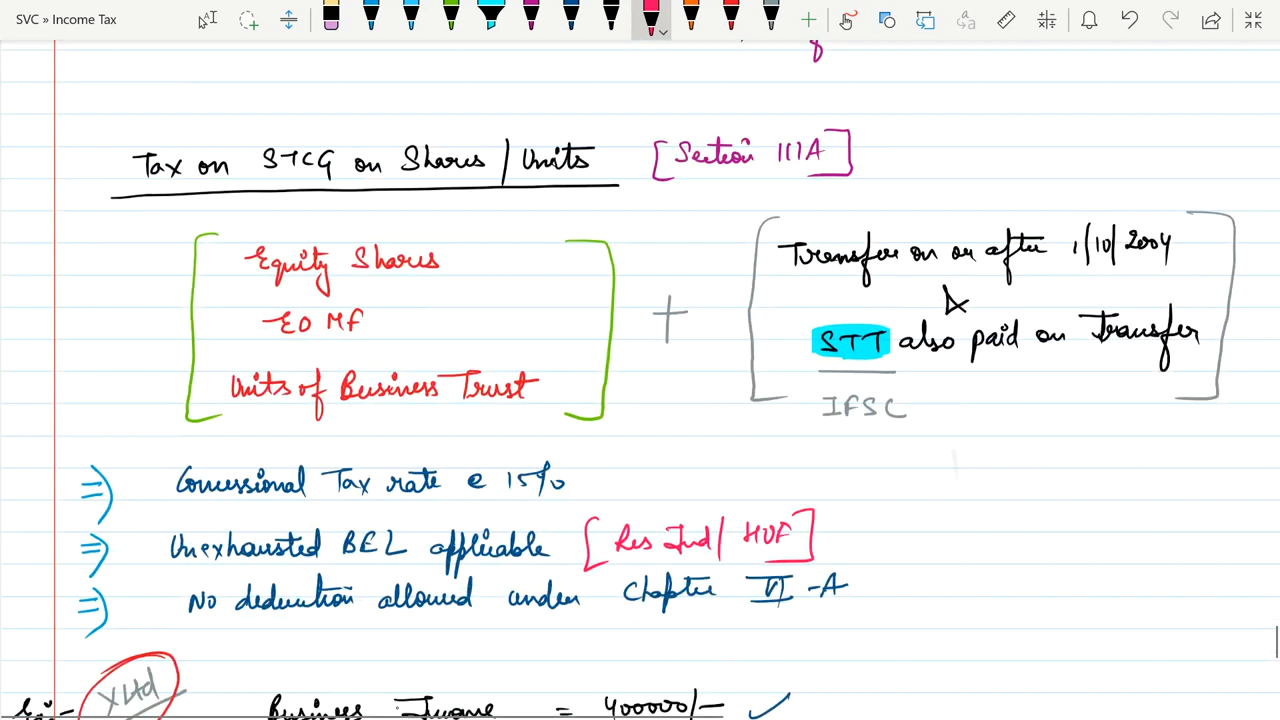 SVC » Income Tax
Tax on STCG on Shares / Units [Section 111A]
Equity Shares
EO MF
Units of Business Trust
+
Transfer on or after 1/10/2004
&
STT also paid on Transfer
IFSC
⇒ Concessional Tax rate @ 15%
⇒ Unexhausted BEL applicable [Res Ind/ HUF]
⇒ No deduction allowed under Chapter VI-A
X Ltd
Business Income = 400000/- ✓